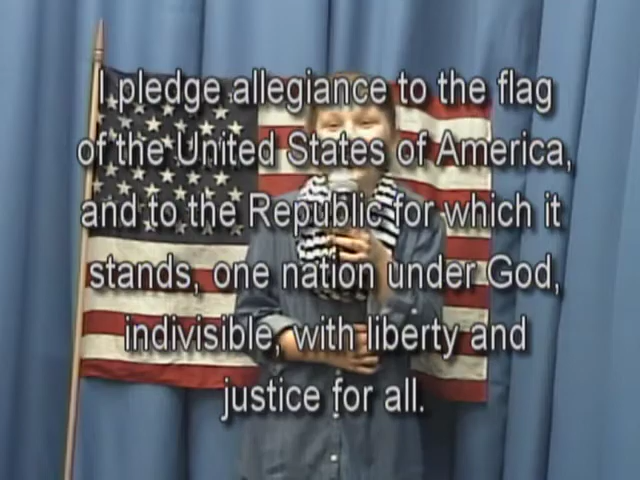 I pledge allegiance to the flag
of the United States of America,
and to the Republic for which it
stands, one nation under God,
indivisible, with liberty and
justice for all.